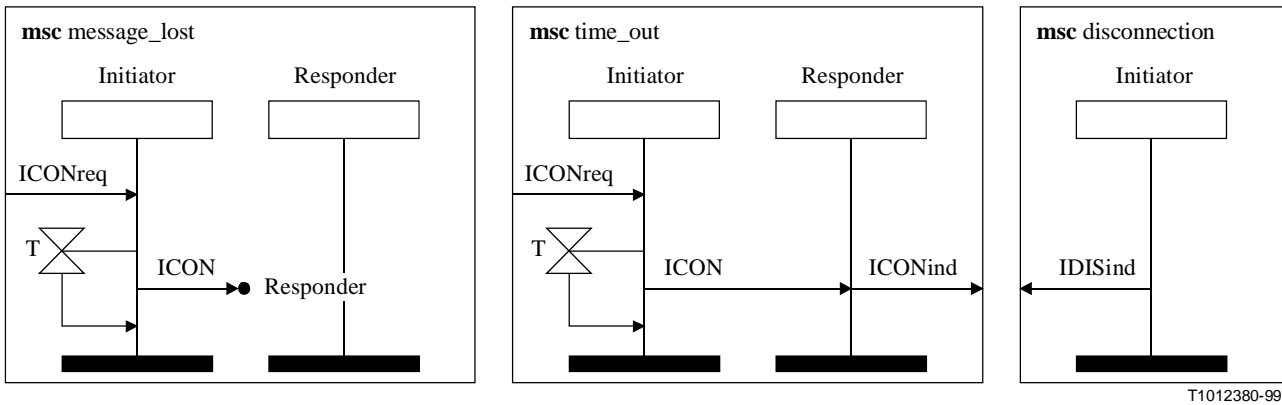 msc message_lost
Initiator Responder
ICONreq
T
ICON
Responder
msc time_out
Initiator Responder
ICONreq
T
ICON ICONind
msc disconnection
Initiator
IDISind
T1012380-99